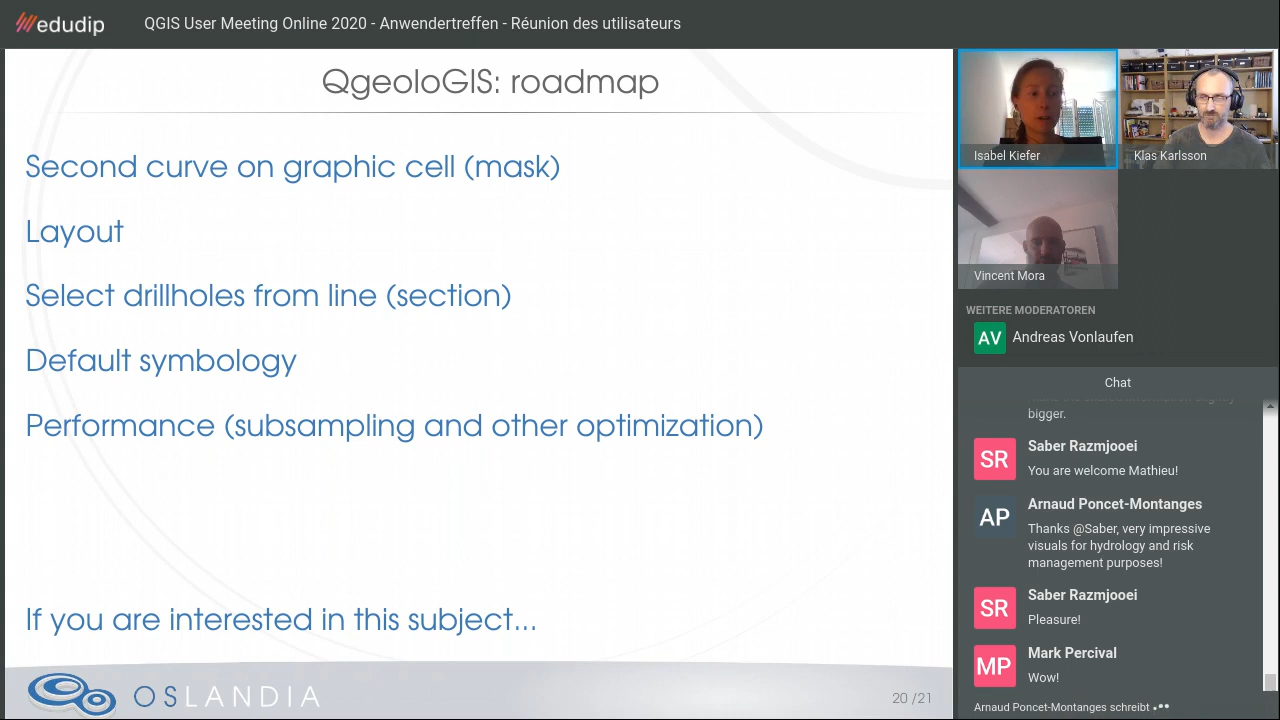 edudip
QGIS User Meeting Online 2020 - Anwendertreffen - Réunion des utilisateurs
QgeoloGIS: roadmap
Second curve on graphic cell (mask)
Layout
Select drillholes from line (section)
Default symbology
Performance (subsampling and other optimization)
If you are interested in this subject...
OSLANDIA
20 /21
Isabel Kiefer
Klas Karlsson
Vincent Mora
WEITERE MODERATOREN
AV
Andreas Vonlaufen
Chat
bigger.
SR
Saber Razmjooei
You are welcome Mathieu!
AP
Arnaud Poncet-Montanges
Thanks @Saber, very impressive
visuals for hydrology and risk
management purposes!
SR
Saber Razmjooei
Pleasure!
MP
Mark Percival
Wow!
Arnaud Poncet-Montanges schreibt